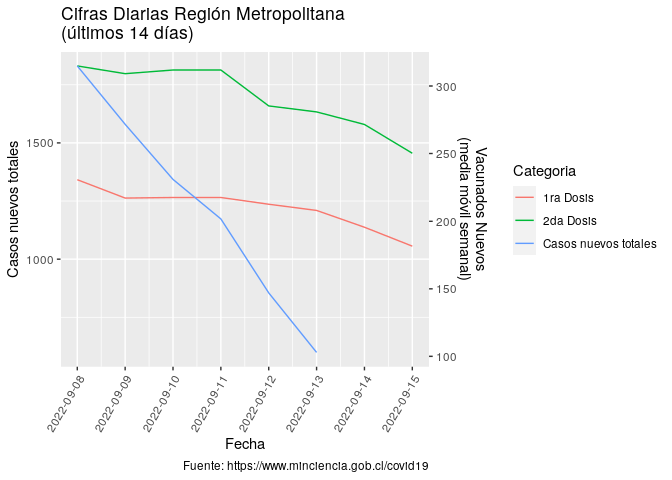 Cifras Diarias Región Metropolitana
(últimos 14 días)
Casos nuevos totales
1500
1000
300
250
200
150
100
Vacunados Nuevos
(media móvil semanal)
2022-09-08
2022-09-09
2022-09-10
2022-09-11
2022-09-12
2022-09-13
2022-09-14
2022-09-15
Fecha
Categoria
1ra Dosis
2da Dosis
Casos nuevos totales
Fuente: https://www.minciencia.gob.cl/covid19